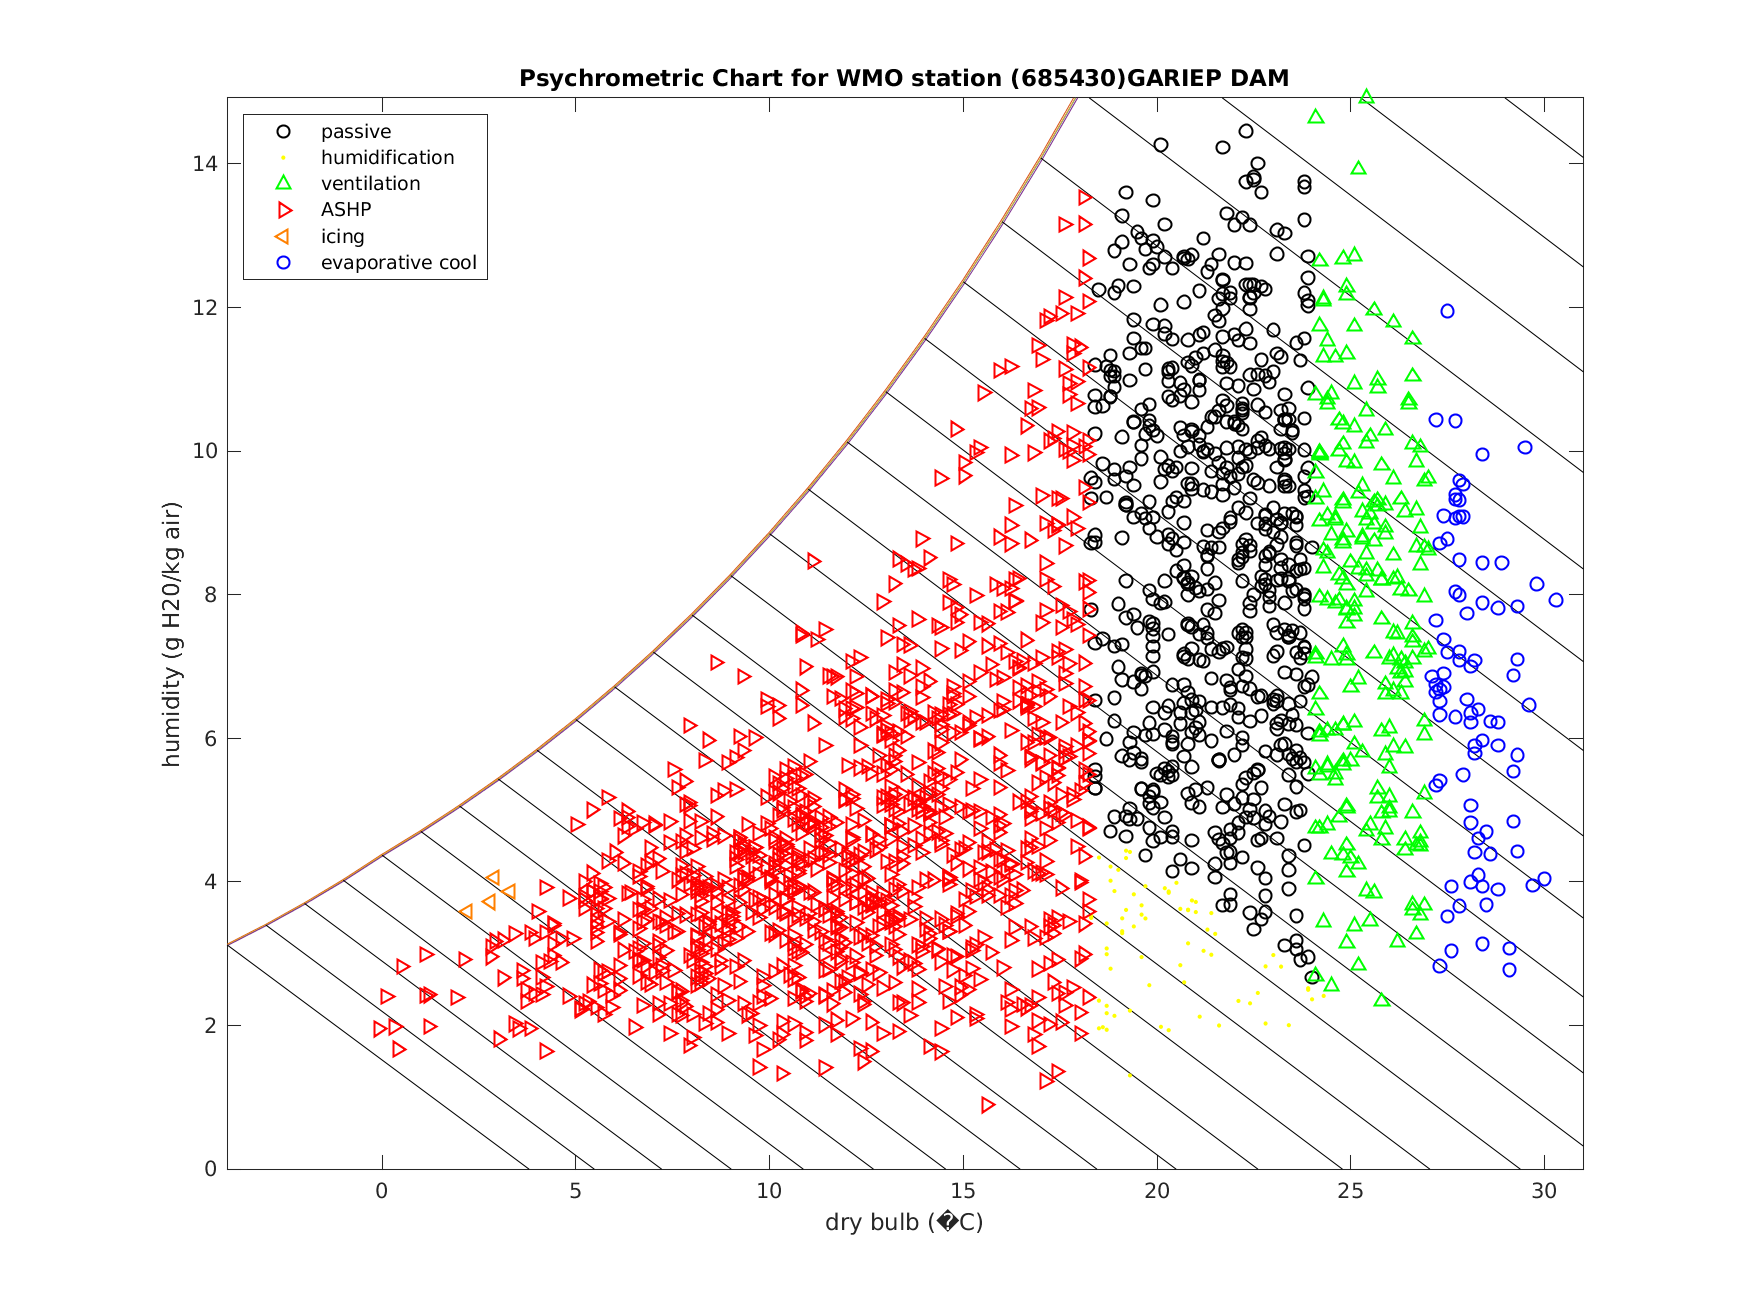 Psychrometric Chart for WMO station (685430)GARIEP DAM
passive
humidification
ventilation
ASHP
icing
evaporative cool
humidity (g H20/kg air)
14
12
10
8
6
4
2
0
0 5 10 15 20 25 30
dry bulb (�C)